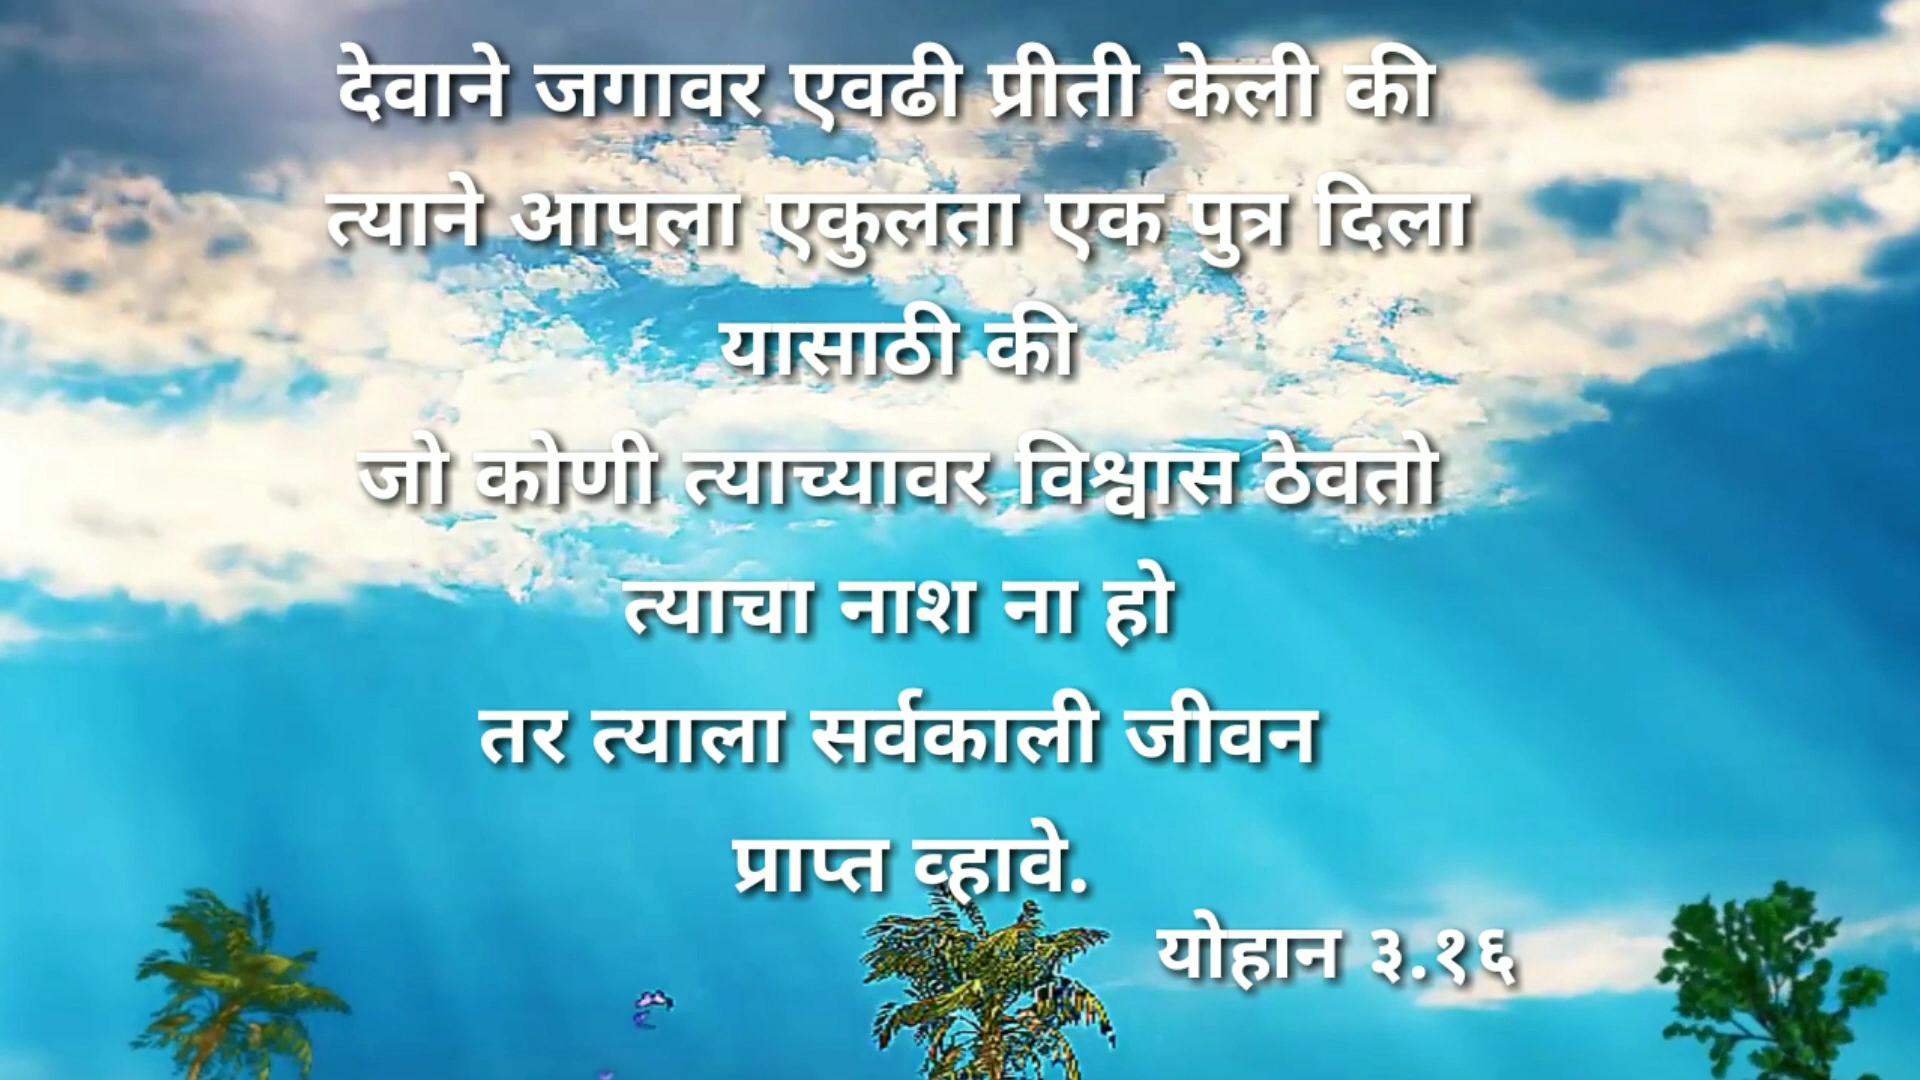 देवाने जगावर एवढी प्रीती केली की
त्याने आपला एकुलता एक पुत्र दिला
यासाठी की
जो कोणी त्याच्यावर विश्वास ठेवतो
त्याचा नाश ना हो
तर त्याला सर्वकाली जीवन
प्राप्त व्हावे.
योहान ३.१६